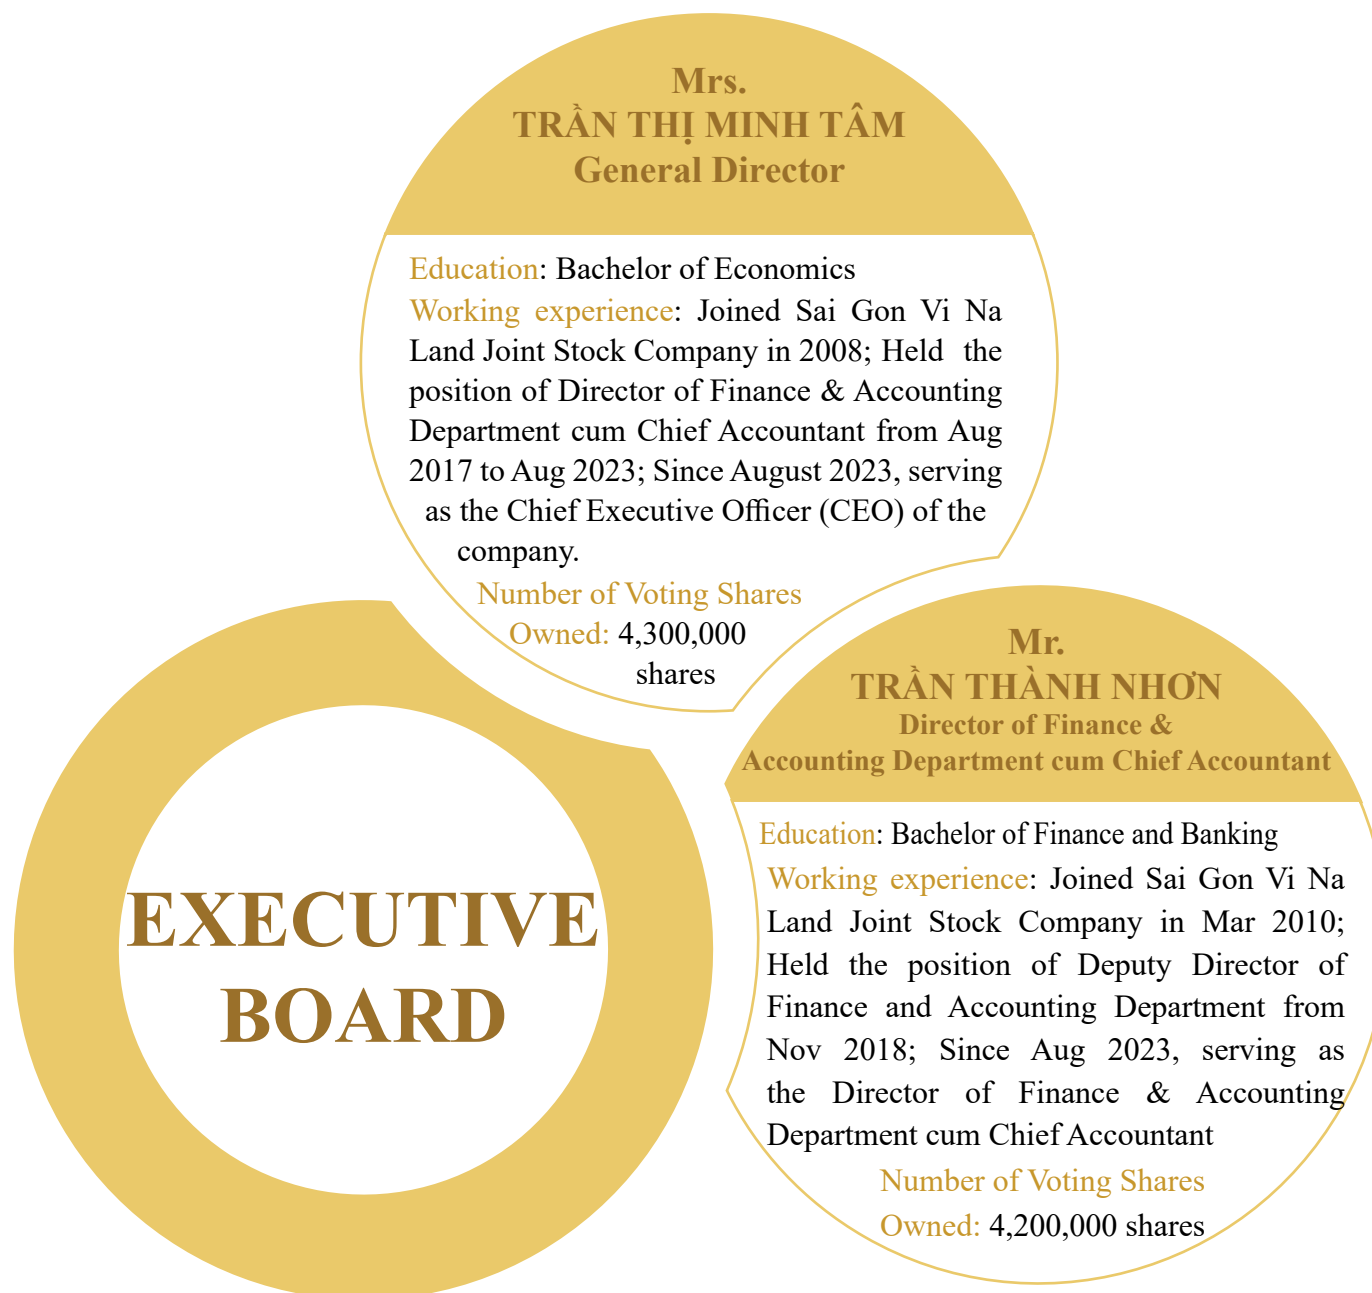 Mrs.
TRẦN THỊ MINH TÂM
General Director
Education: Bachelor of Economics
Working experience: Joined Sai Gon Vi Na
Land Joint Stock Company in 2008; Held the
position of Director of Finance & Accounting
Department cum Chief Accountant from Aug
2017 to Aug 2023; Since August 2023, serving
as the Chief Executive Officer (CEO) of the
company.
Number of Voting Shares
Owned: 4,300,000
shares
EXECUTIVE
BOARD
Mr.
TRẦN THÀNH NHƠN
Director of Finance &
Accounting Department cum Chief Accountant
Education: Bachelor of Finance and Banking
Working experience: Joined Sai Gon Vi Na
Land Joint Stock Company in Mar 2010;
Held the position of Deputy Director of
Finance and Accounting Department from
Nov 2018; Since Aug 2023, serving as
the Director of Finance & Accounting
Department cum Chief Accountant
Number of Voting Shares
Owned: 4,200,000 shares